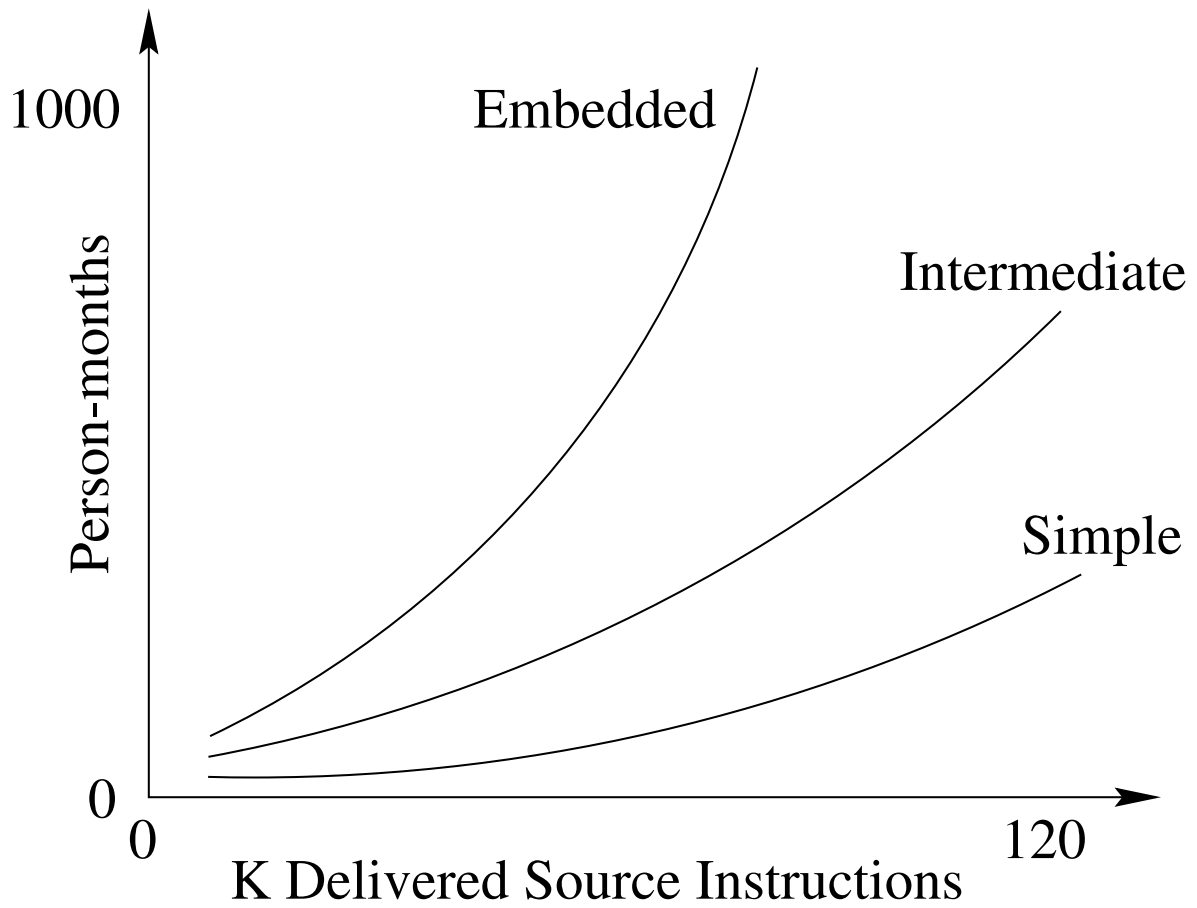 1000
Embedded
Intermediate
Person-months
Simple
0
0
120
K Delivered Source Instructions